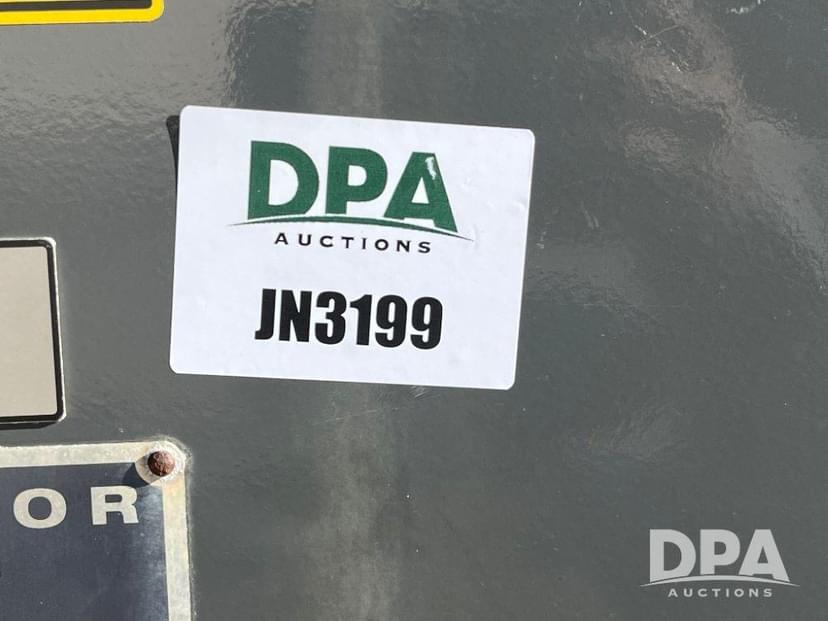 DPA
AUCTIONS
JN3199
OR
DPA
AUCTIONS